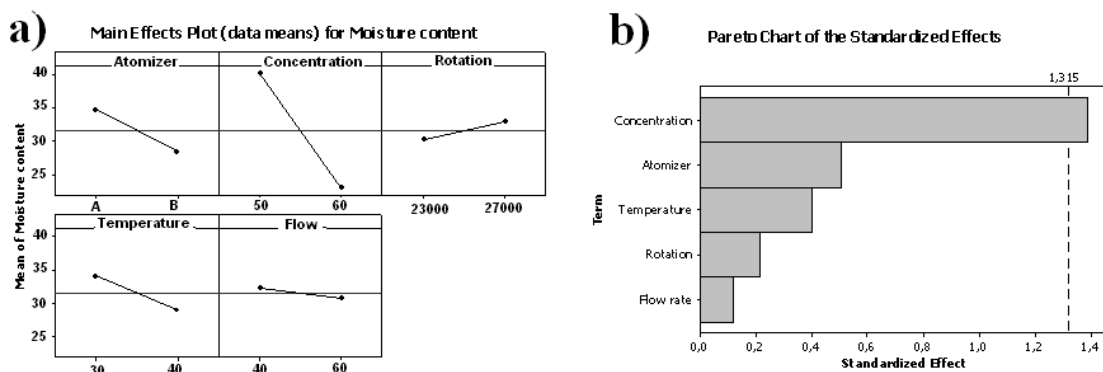 a)
Main Effects Plot (data means) for Moisture content
Mean of Moisture content
Atomizer Concentration Rotation
40
35
30
25
A B 50 60 23000 27000
Temperature Flow
40
35
30
25
30 40 40 60
b)
Pareto Chart of the Standardized Effects
1,315
Term
Concentration
Atomizer
Temperature
Rotation
Flow rate
0,0 0,2 0,4 0,6 0,8 1,0 1,2 1,4
Standardized Effect